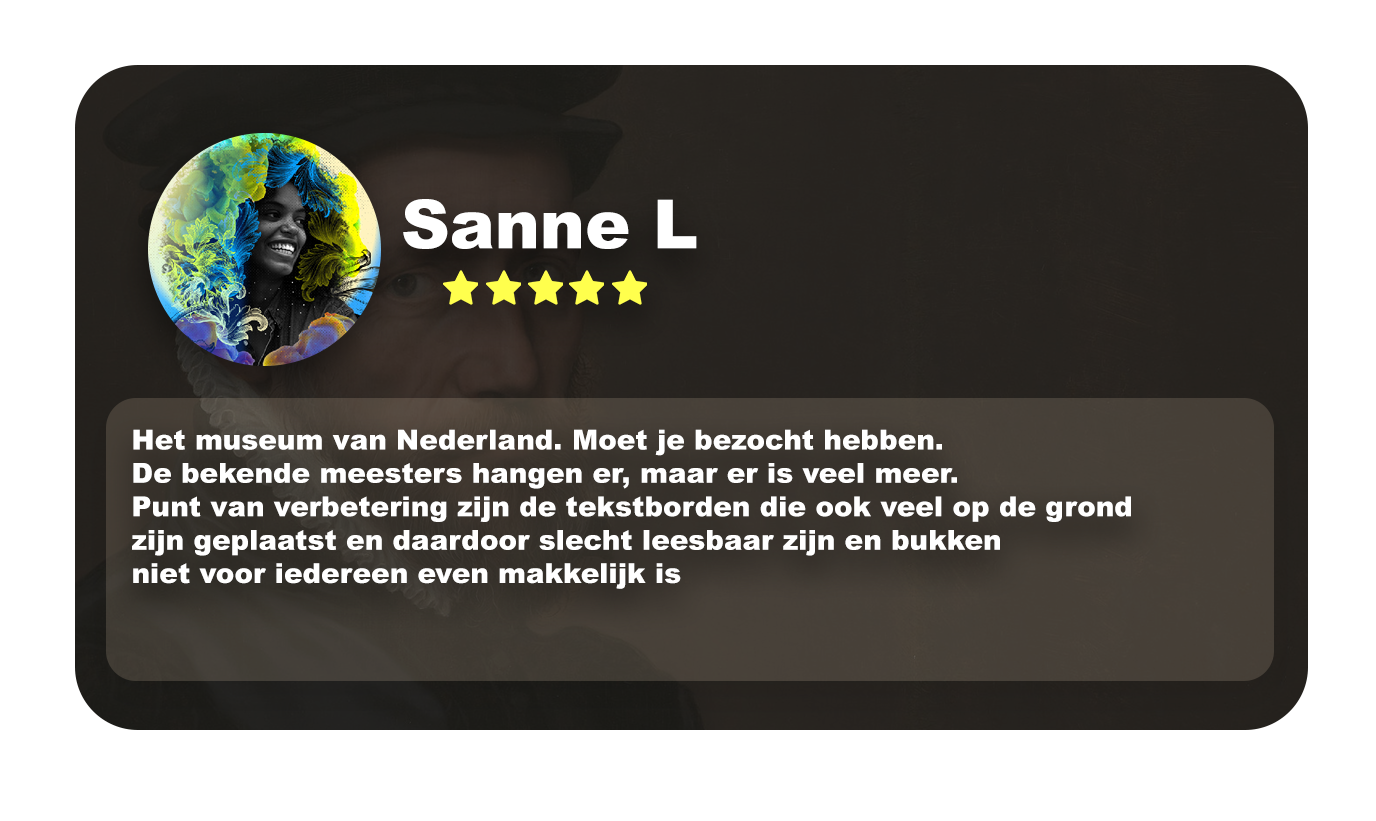 Sanne L
Het museum van Nederland. Moet je bezocht hebben.
De bekende meesters hangen er, maar er is veel meer.
Punt van verbetering zijn de tekstborden die ook veel op de grond
zijn geplaatst en daardoor slecht leesbaar zijn en bukken
niet voor iedereen even makkelijk is